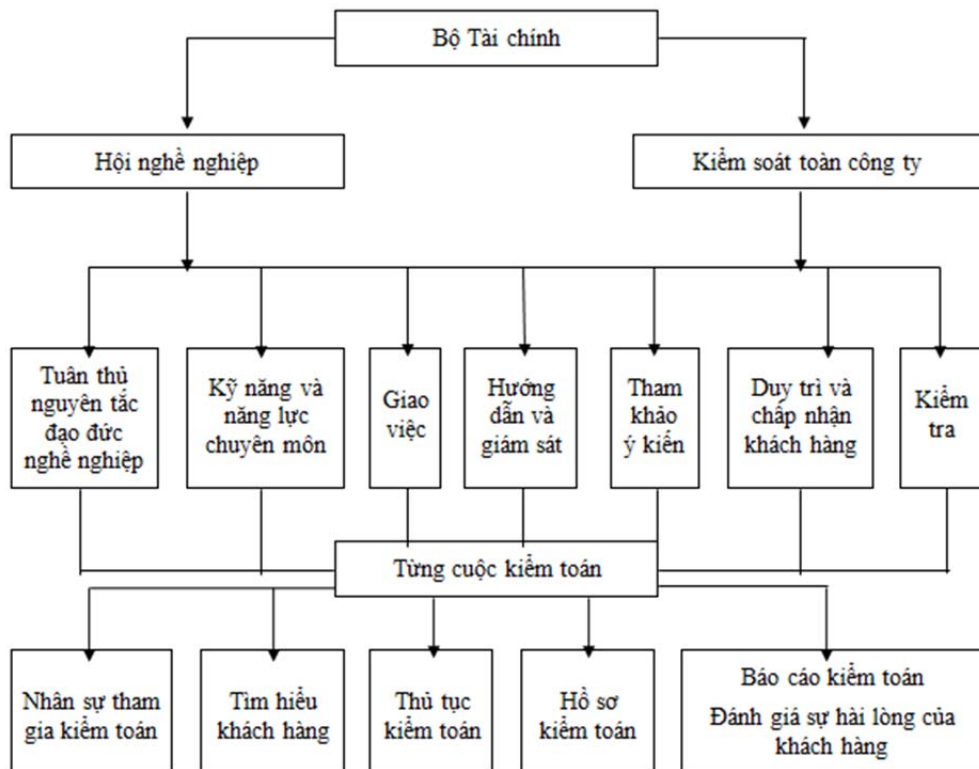 Bộ Tài chính
Hội nghề nghiệp
Kiểm soát toàn công ty
Tuân thủ
nguyên tắc
đạo đức
nghề nghiệp
Kỹ năng và
năng lực
chuyên môn
Giao
việc
Hướng
dẫn và
giám sát
Tham
khảo
ý kiến
Duy trì và
chấp nhận
khách hàng
Kiểm
tra
Từng cuộc kiểm toán
Nhân sự tham
gia kiểm toán
Tìm hiểu
khách hàng
Thủ tục
kiểm toán
Hồ sơ
kiểm toán
Báo cáo kiểm toán
Đánh giá sự hài lòng của
khách hàng